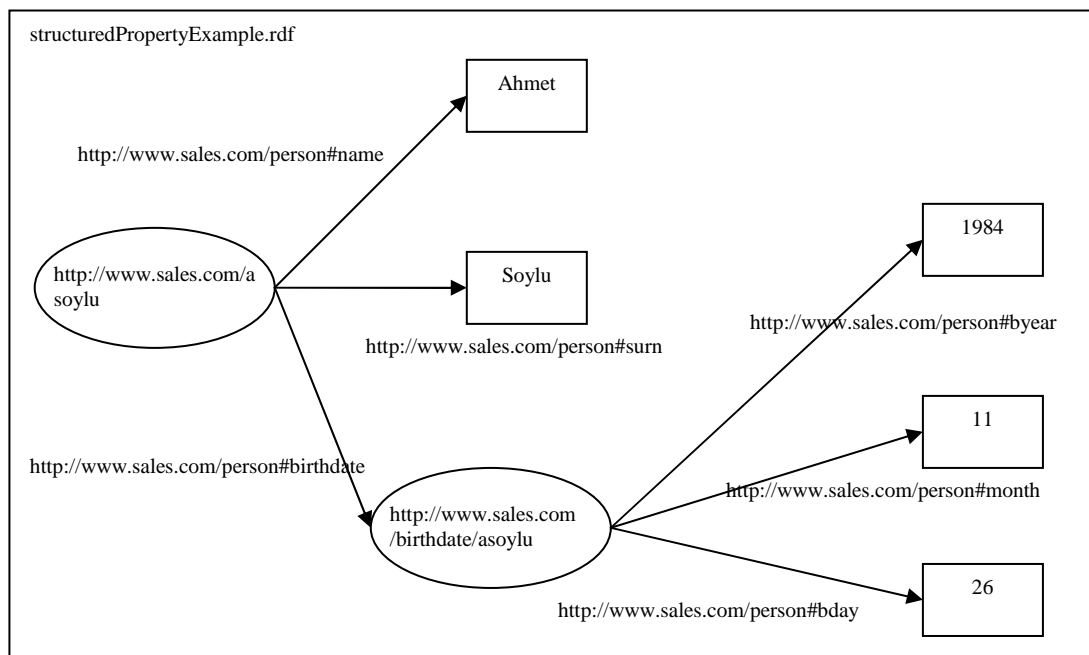 structuredPropertyExample.rdf
Ahmet
http://www.sales.com/person#name
1984
http://www.sales.com/a
soylu
Soylu
http://www.sales.com/person#byear
http://www.sales.com/person#surn
11
http://www.sales.com/person#birthdate
http://www.sales.com/person#month
http://www.sales.com
/birthdate/asoylu
26
http://www.sales.com/person#bday